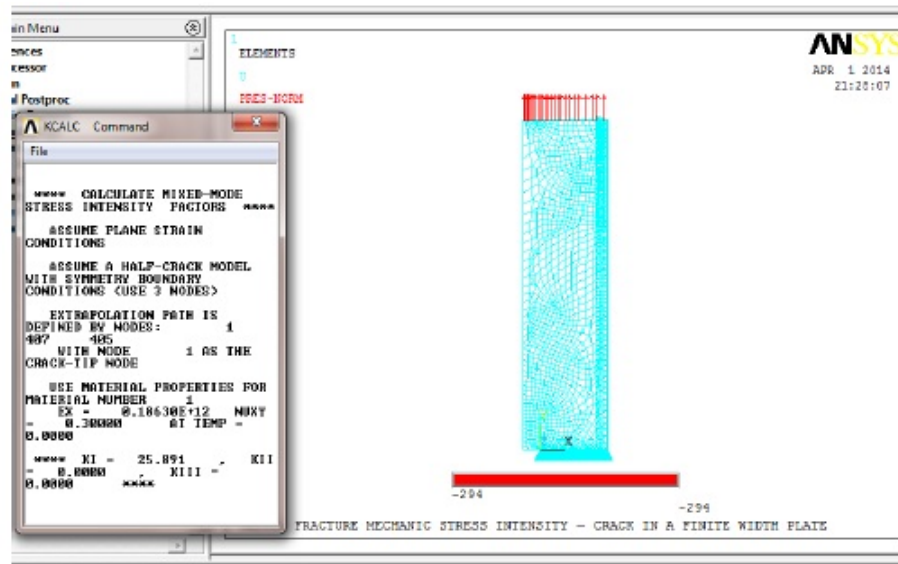 ain Menu
ences
cessor
n
al Postproc
KCALC Command
File
**** CALCULATE MIXED-MODE
STRESS INTENSITY FACTORS ****
ASSUME PLANE STRAIN
CONDITIONS
ASSUME A HALF-CRACK MODEL
WITH SYMMETRY BOUNDARY
CONDITIONS (USE 3 NODES)
EXTRAPOLATION PATH IS
DEFINED BY NODES: 1
407 405
WITH NODE 1 AS THE
CRACK-TIP NODE
USE MATERIAL PROPERTIES FOR
MATERIAL NUMBER 1
EX = 0.18630E+12 NUXY
= 0.30000 AT TEMP =
0.0000
**** KI = 25.891 , KII
= 0.0000 , KIII =
0.0000 ****
1
ELEMENTS
U
PRES-NORM
ANSYS
APR 1 2014
21:28:07
X
-294
-294
FRACTURE MECHANIC STRESS INTENSITY - CRACK IN A FINITE WIDTH PLATE